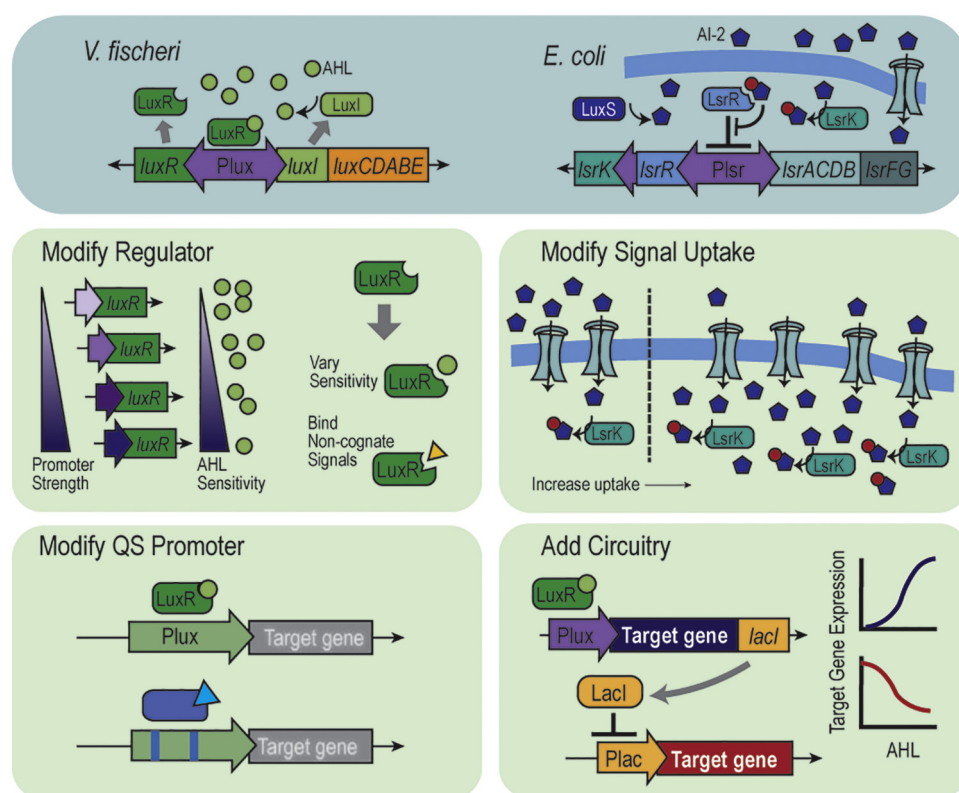 V. fischeri
AHL
LuxR
LuxI
LuxR
luxR
Plux
luxI
luxCDABE
E. coli
AI-2
LuxS
LsrR
LsrK
lsrK
lsrR
Plsr
lsrACDB
lsrFG
Modify Regulator
luxR
luxR
luxR
luxR
Promoter
Strength
AHL
Sensitivity
LuxR
Vary
Sensitivity
LuxR
Bind
Non-cognate
Signals
LuxR
Modify Signal Uptake
LsrK
LsrK
LsrK
LsrK
Increase uptake
Modify QS Promoter
LuxR
Plux
Target gene
Target gene
Add Circuitry
LuxR
Plux
Target gene
lacI
LacI
Plac
Target gene
Target Gene Expression
AHL